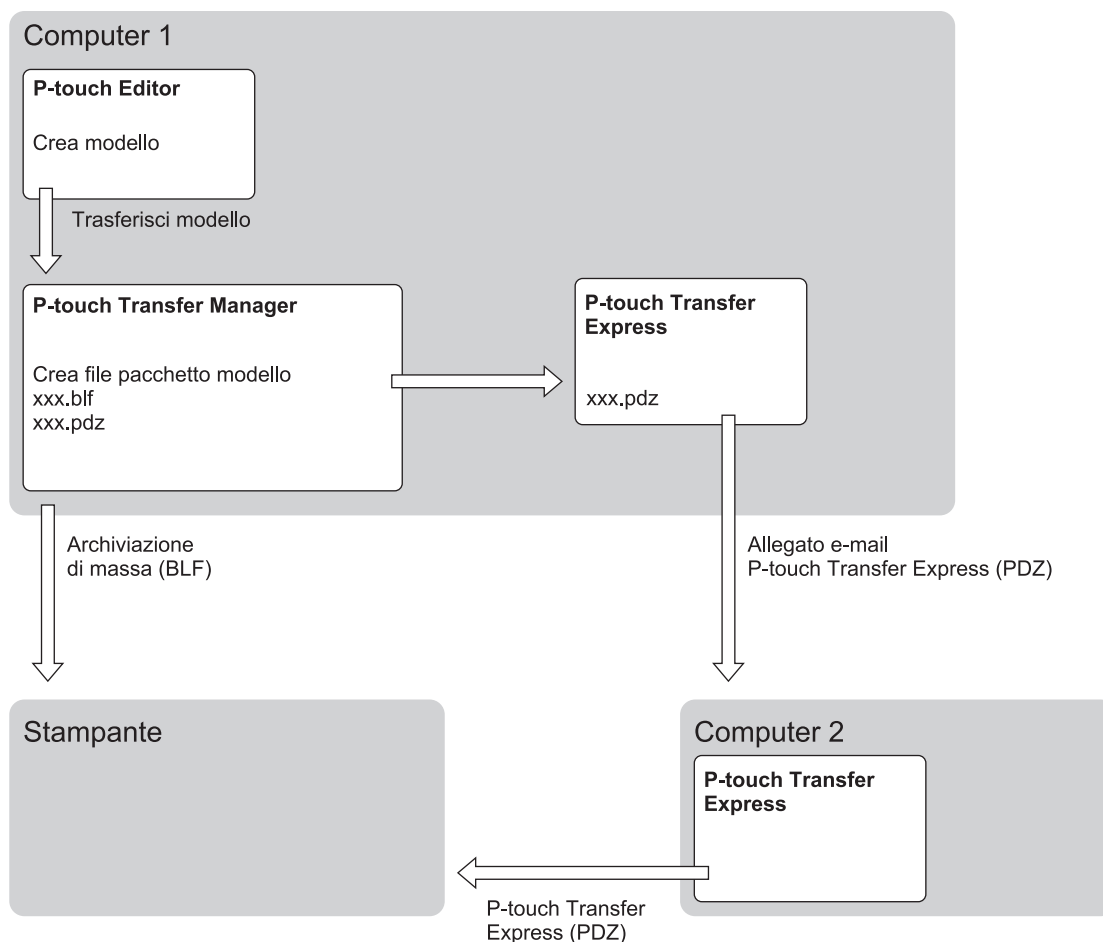 Computer 1
P-touch Editor
Crea modello
Trasferisci modello
P-touch Transfer Manager
Crea file pacchetto modello
xxx.blf
xxx.pdz
P-touch Transfer
Express
xxx.pdz
Archiviazione
di massa (BLF)
Allegato e-mail
P-touch Transfer Express (PDZ)
Stampante
Computer 2
P-touch Transfer
Express
P-touch Transfer
Express (PDZ)